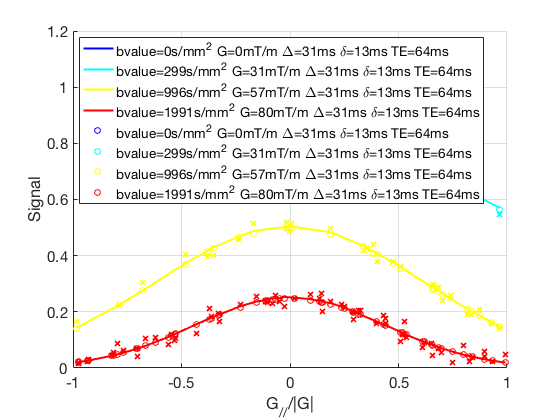 1.2
1
0.8
0.6
0.4
0.2
0
-1
-0.5
0
0.5
1
Signal
G///|G|
bvalue=0s/mm2 G=0mT/m Δ=31ms δ=13ms TE=64ms
bvalue=299s/mm2 G=31mT/m Δ=31ms δ=13ms TE=64ms
bvalue=996s/mm2 G=57mT/m Δ=31ms δ=13ms TE=64ms
bvalue=1991s/mm2 G=80mT/m Δ=31ms δ=13ms TE=64ms
bvalue=0s/mm2 G=0mT/m Δ=31ms δ=13ms TE=64ms
bvalue=299s/mm2 G=31mT/m Δ=31ms δ=13ms TE=64ms
bvalue=996s/mm2 G=57mT/m Δ=31ms δ=13ms TE=64ms
bvalue=1991s/mm2 G=80mT/m Δ=31ms δ=13ms TE=64ms